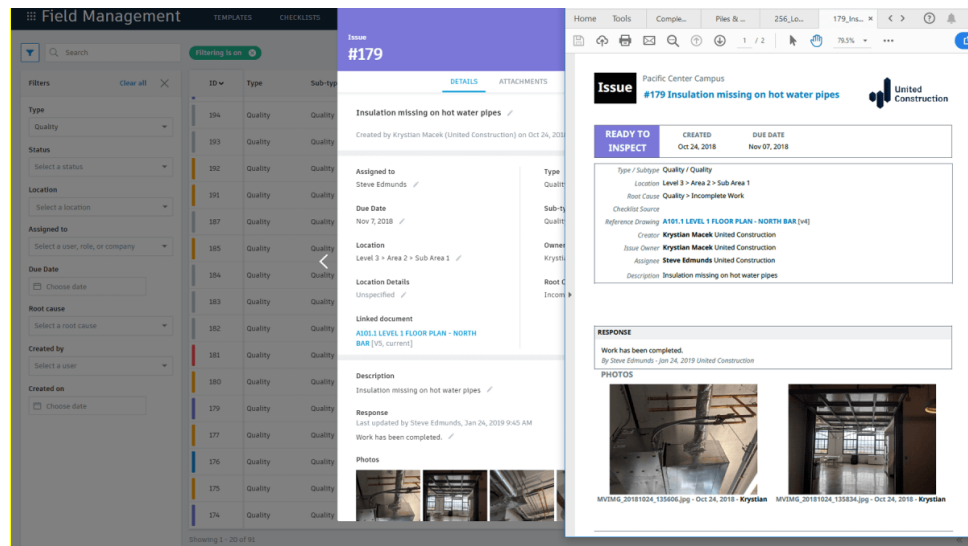 Field Management
TEMPLATES
CHECKLISTS
Search
Filtering is on
Filters
Clear all
Type
Quality
Status
Select a status
Location
Select a location
Assigned to
Select a user, role, or company
Due Date
Choose date
Root cause
Select a root cause
Created by
Select a user
Created on
Choose date
ID Type Sub-typ
194 Quality Quality
193 Quality Quality
192 Quality Quality
191 Quality Quality
187 Quality Quality
185 Quality Quality
184 Quality Quality
183 Quality Quality
182 Quality Quality
181 Quality Quality
180 Quality Quality
179 Quality Quality
177 Quality Quality
176 Quality Quality
175 Quality Quality
174 Quality Quality
Showing 1 - 20 of 91
Issue
#179
DETAILS
ATTACHMENTS
Insulation missing on hot water pipes
Created by Krystian Macek (United Construction) on Oct 24, 201
Assigned to
Steve Edmunds
Due Date
Nov 7, 2018
Location
Level 3 > Area 2 > Sub Area 1
Location Details
Unspecified
Linked document
A101.1 LEVEL 1 FLOOR PLAN - NORTH
BAR [V5, current]
Type
Qualit
Sub-ty
Qualit
Owner
Krysti
Root C
Incom
Description
Insulation missing on hot water pipes
Response
Last updated by Steve Edmunds, Jan 24, 2019 9:45 AM
Work has been completed.
Photos
Home
Tools
Comple...
Piles & ...
256_Lo...
179_Ins...
1 / 2
79.5%
Issue
Pacific Center Campus
#179 Insulation missing on hot water pipes
United
Construction
READY TO
INSPECT
CREATED
Oct 24, 2018
DUE DATE
Nov 07, 2018
Type / Subtype Quality / Quality
Location Level 3 > Area 2 > Sub Area 1
Root Cause Quality > Incomplete Work
Checklist Source
Reference Drawing A101.1 LEVEL 1 FLOOR PLAN - NORTH BAR [v4]
Creator Krystian Macek United Construction
Issue Owner Krystian Macek United Construction
Assignee Steve Edmunds United Construction
Description Insulation missing on hot water pipes
RESPONSE
Work has been completed.
By Steve Edmunds - Jan 24, 2019 United Construction
PHOTOS
MVIMG_20181024_135606.jpg - Oct 24, 2018 - Krystian
MVIMG_20181024_135834.jpg - Oct 24, 2018 - Krystian